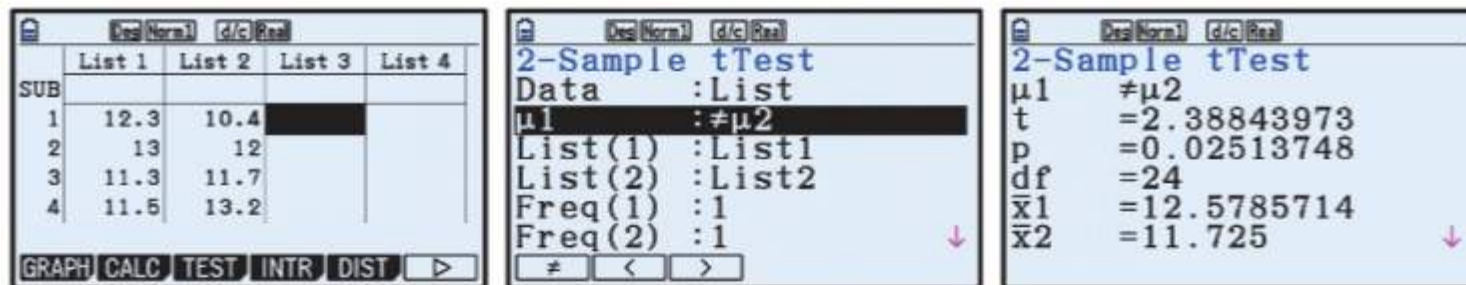 Deg Norm1 d/c Real
List 1 List 2 List 3 List 4
SUB
1 12.3 10.4
2 13 12
3 11.3 11.7
4 11.5 13.2
GRAPH CALC TEST INTR DIST ▷
Deg Norm1 d/c Real
2-Sample tTest
Data :List
μ1 :≠μ2
List(1) :List1
List(2) :List2
Freq(1) :1
Freq(2) :1 ↓
≠ < >
Deg Norm1 d/c Real
2-Sample tTest
μ1 ≠μ2
t =2.38843973
p =0.02513748
df =24
x̄1 =12.5785714
x̄2 =11.725 ↓